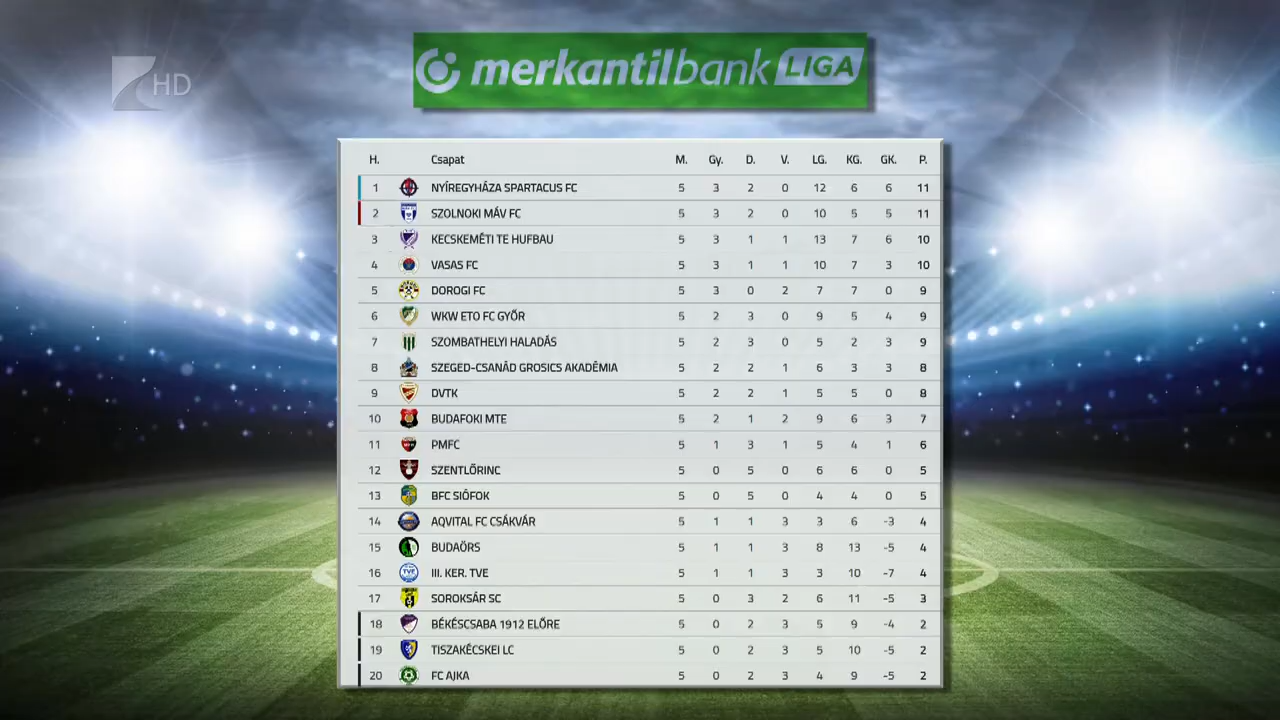 HD
merkantilbank LIGA
H. Csapat M. Gy. D. V. LG. KG. GK. P.
1 NYÍREGYHÁZA SPARTACUS FC 5 3 2 0 12 6 6 11
2 SZOLNOKI MÁV FC 5 3 2 0 10 5 5 11
3 KECSKEMÉTI TE HUFBAU 5 3 1 1 13 7 6 10
4 VASAS FC 5 3 1 1 10 7 3 10
5 DOROGI FC 5 3 0 2 7 7 0 9
6 WKW ETO FC GYŐR 5 2 3 0 9 5 4 9
7 SZOMBATHELYI HALADÁS 5 2 3 0 5 2 3 9
8 SZEGED-CSANÁD GROSICS AKADÉMIA 5 2 2 1 6 3 3 8
9 DVTK 5 2 2 1 5 5 0 8
10 BUDAFOKI MTE 5 2 1 2 9 6 3 7
11 PMFC 5 1 3 1 5 4 1 6
12 SZENTLŐRINC 5 0 5 0 6 6 0 5
13 BFC SIÓFOK 5 0 5 0 4 4 0 5
14 AQVITAL FC CSÁKVÁR 5 1 1 3 3 6 -3 4
15 BUDAÖRS 5 1 1 3 8 13 -5 4
16 III. KER. TVE 5 1 1 3 3 10 -7 4
17 SOROKSÁR SC 5 0 3 2 6 11 -5 3
18 BÉKÉSCSABA 1912 ELŐRE 5 0 2 3 5 9 -4 2
19 TISZAKÉCSKEI LC 5 0 2 3 5 10 -5 2
20 FC AJKA 5 0 2 3 4 9 -5 2